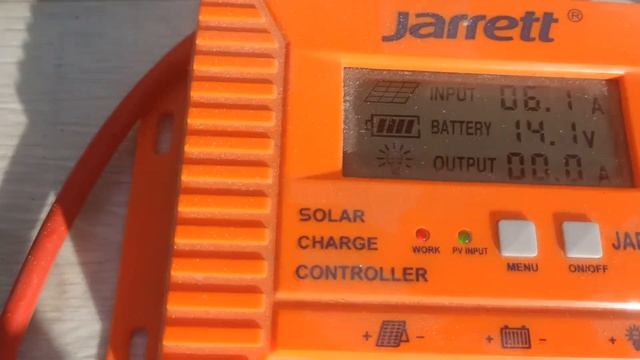 Jarrett ®
INPUT 06.1 A
BATTERY 14.1 V
OUTPUT 00.0 A
SOLAR
CHARGE
CONTROLLER
WORK PV INPUT MENU ON/OFF
JAR
+ - + - +